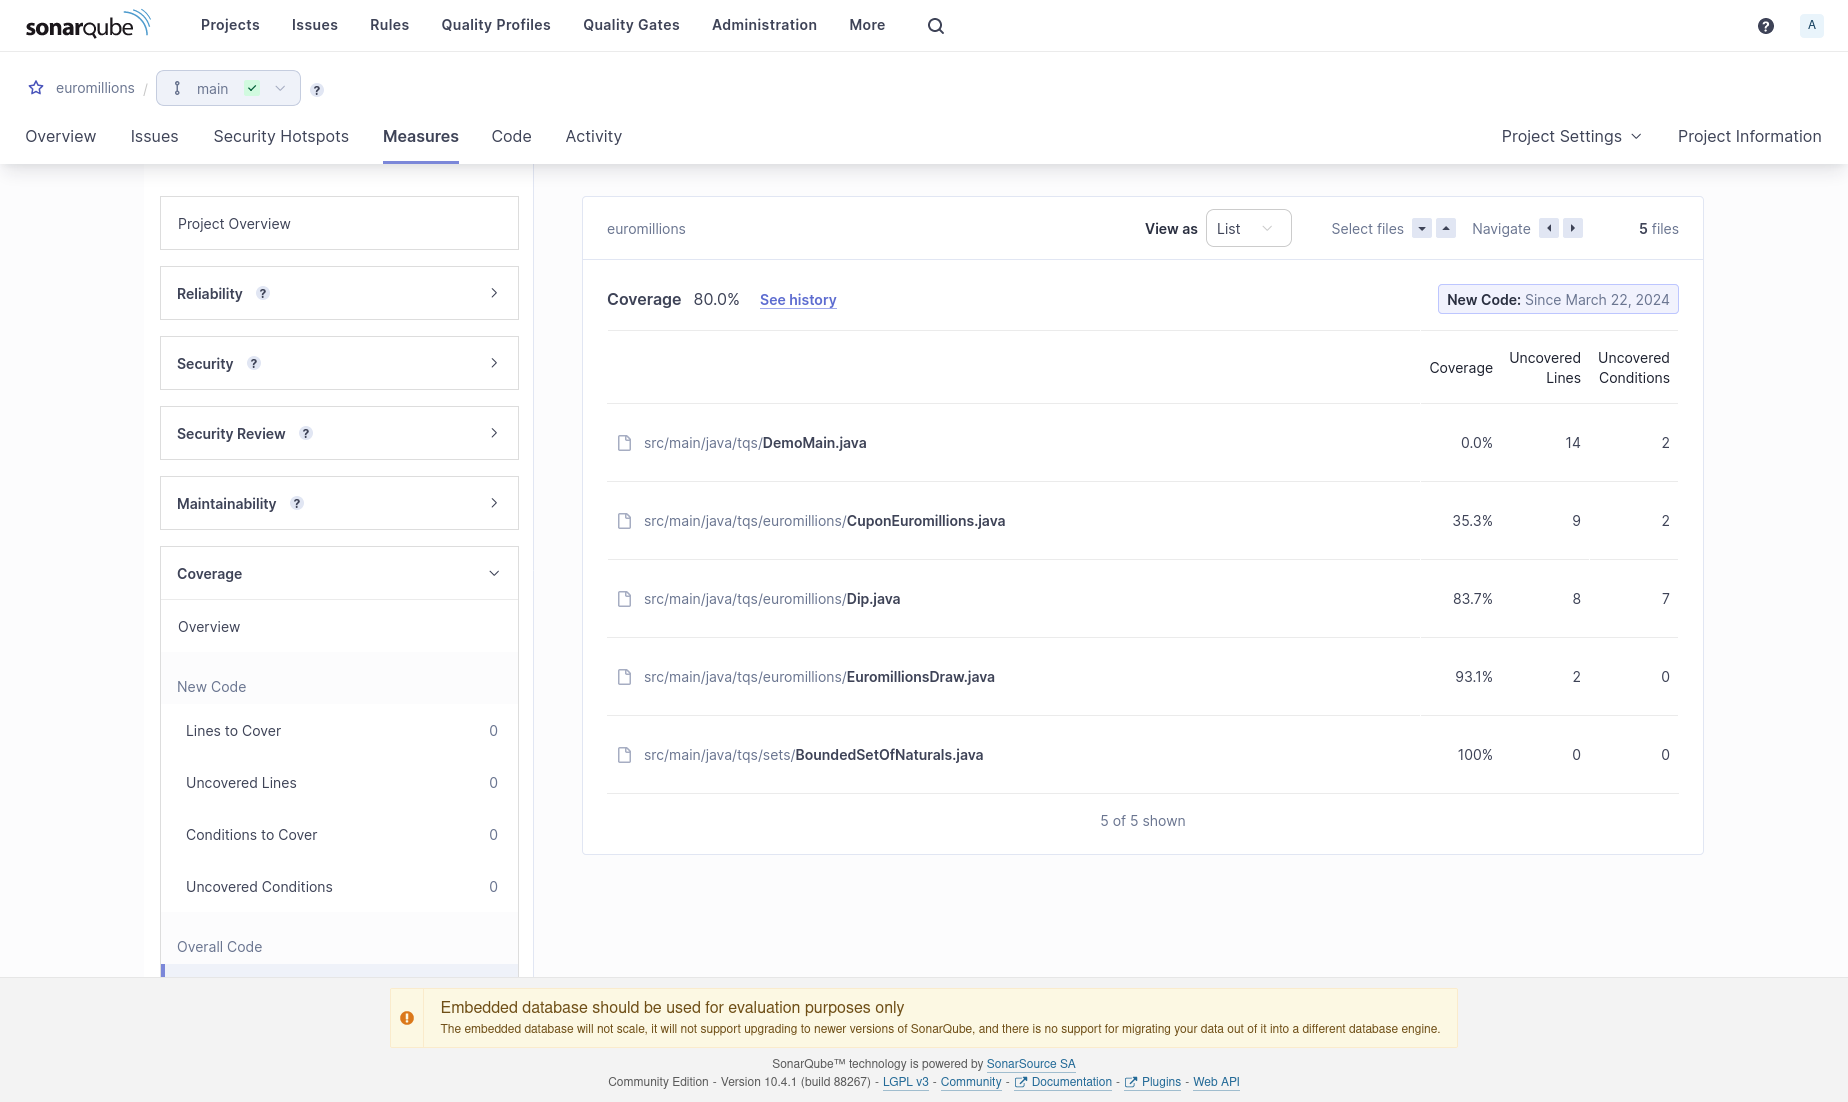 sonarqube Projects Issues Rules Quality Profiles Quality Gates Administration More ? A
euromillions / main ?
Overview Issues Security Hotspots Measures Code Activity Project Settings Project Information
Project Overview
Reliability ?
Security ?
Security Review ?
Maintainability ?
Coverage
Overview
New Code
Lines to Cover 0
Uncovered Lines 0
Conditions to Cover 0
Uncovered Conditions 0
Overall Code
euromillions View as List Select files Navigate 5 files
Coverage 80.0% See history New Code: Since March 22, 2024
Coverage Uncovered Lines Uncovered Conditions
src/main/java/tqs/DemoMain.java 0.0% 14 2
src/main/java/tqs/euromillions/CuponEuromillions.java 35.3% 9 2
src/main/java/tqs/euromillions/Dip.java 83.7% 8 7
src/main/java/tqs/euromillions/EuromillionsDraw.java 93.1% 2 0
src/main/java/tqs/sets/BoundedSetOfNaturals.java 100% 0 0
5 of 5 shown
Embedded database should be used for evaluation purposes only
The embedded database will not scale, it will not support upgrading to newer versions of SonarQube, and there is no support for migrating your data out of it into a different database engine.
SonarQube™ technology is powered by SonarSource SA
Community Edition - Version 10.4.1 (build 88267) - LGPL v3 - Community - Documentation - Plugins - Web API